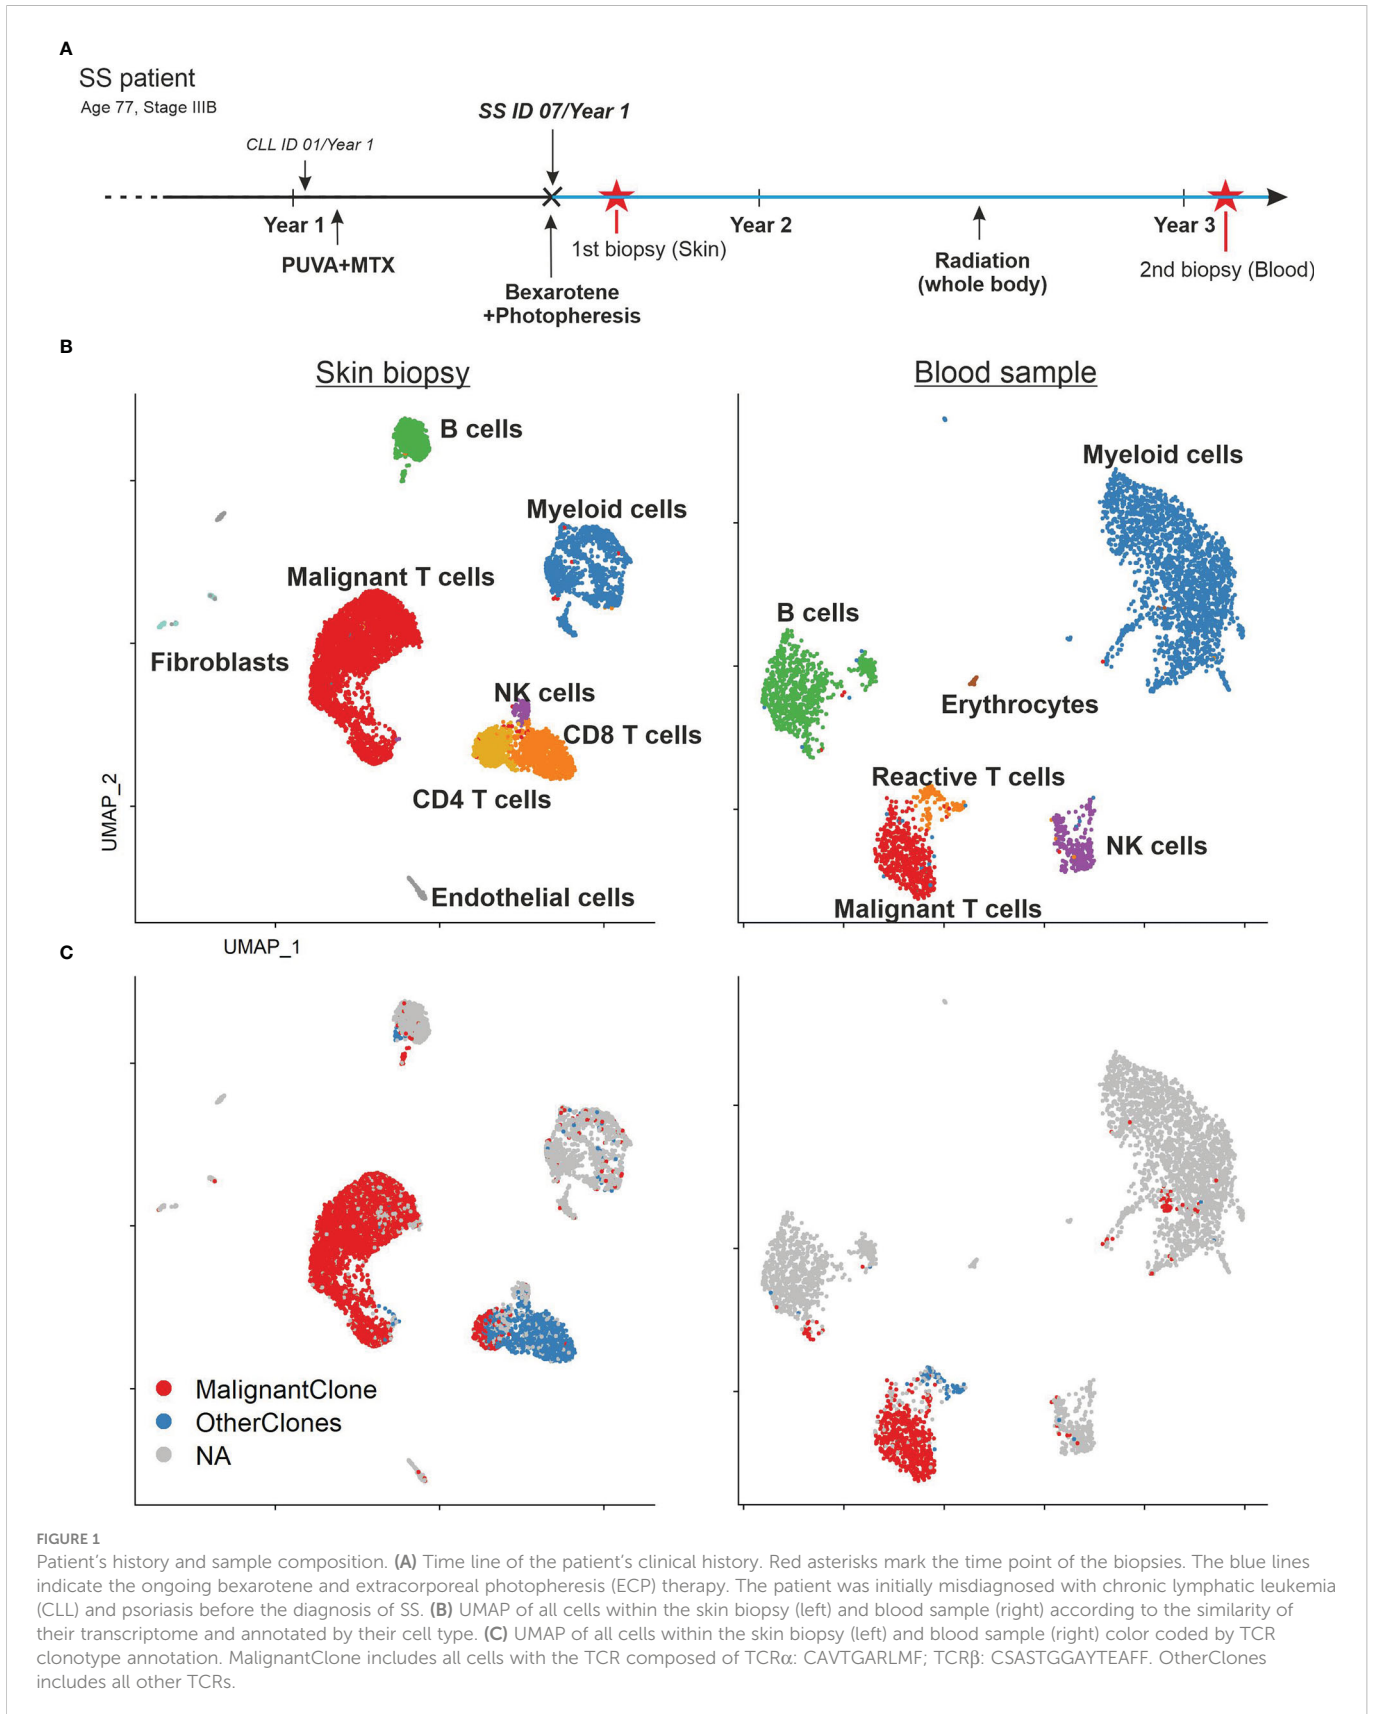 A
SS patient
Age 77, Stage IIIB
SS ID 07/Year 1
CLL ID 01/Year 1
Year 1
Year 2
Year 3
PUVA+MTX
1st biopsy (Skin)
Radiation
(whole body)
2nd biopsy (Blood)
Bexarotene
+Photopheresis
B
Skin biopsy
Blood sample
B cells
Myeloid cells
Malignant T cells
Fibroblasts
NK cells
CD8 T cells
CD4 T cells
Endothelial cells
UMAP_2
UMAP_1
Myeloid cells
B cells
Erythrocytes
Reactive T cells
NK cells
Malignant T cells
C
MalignantClone
OtherClones
NA
FIGURE 1
Patient's history and sample composition. (A) Time line of the patient's clinical history. Red asterisks mark the time point of the biopsies. The blue lines
indicate the ongoing bexarotene and extracorporeal photopheresis (ECP) therapy. The patient was initially misdiagnosed with chronic lymphatic leukemia
(CLL) and psoriasis before the diagnosis of SS. (B) UMAP of all cells within the skin biopsy (left) and blood sample (right) according to the similarity of
their transcriptome and annotated by their cell type. (C) UMAP of all cells within the skin biopsy (left) and blood sample (right) color coded by TCR
clonotype annotation. MalignantClone includes all cells with the TCR composed of TCRα: CAVTGARLMF; TCRβ: CSASTGGAYTEAFF. OtherClones
includes all other TCRs.